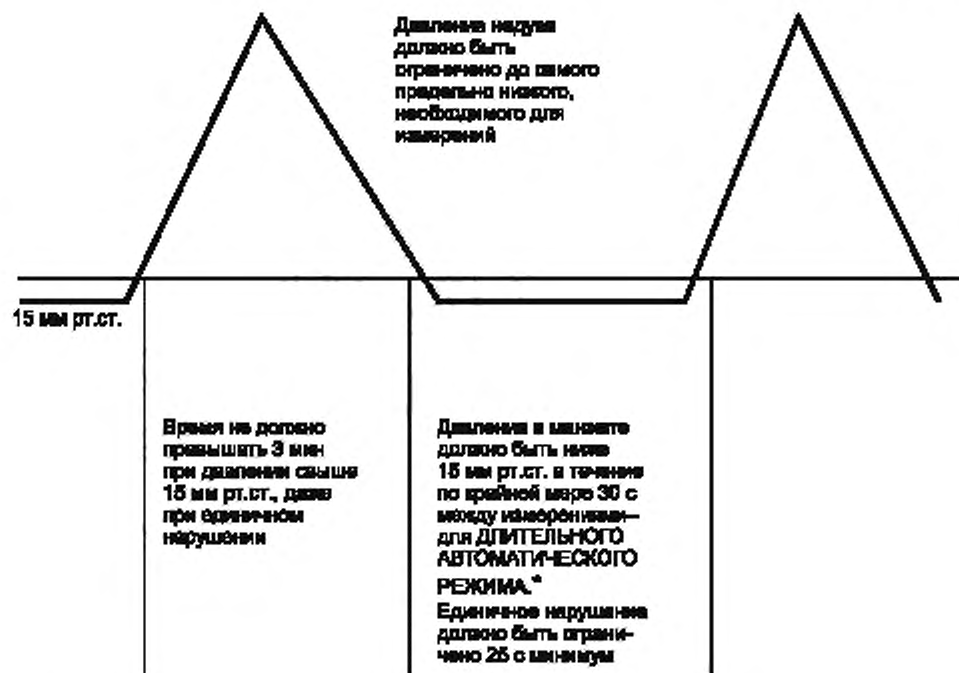 Давление надува
должно быть
ограничено до самого
предельно низкого,
необходимого для
измерений
15 мм рт.ст.
Время не должно
превышать 3 мин
при давлении свыше
15 мм рт.ст., даже
при единичном
нарушении
Давление в манжете
должно быть ниже
15 мм рт.ст. в течение
по крайней мере 30 с
между измерениями—
для ДЛИТЕЛЬНОГО
АВТОМАТИЧЕСКОГО
РЕЖИМА.*
Единичное нарушение
должно быть ограни-
чено 25 с минимум